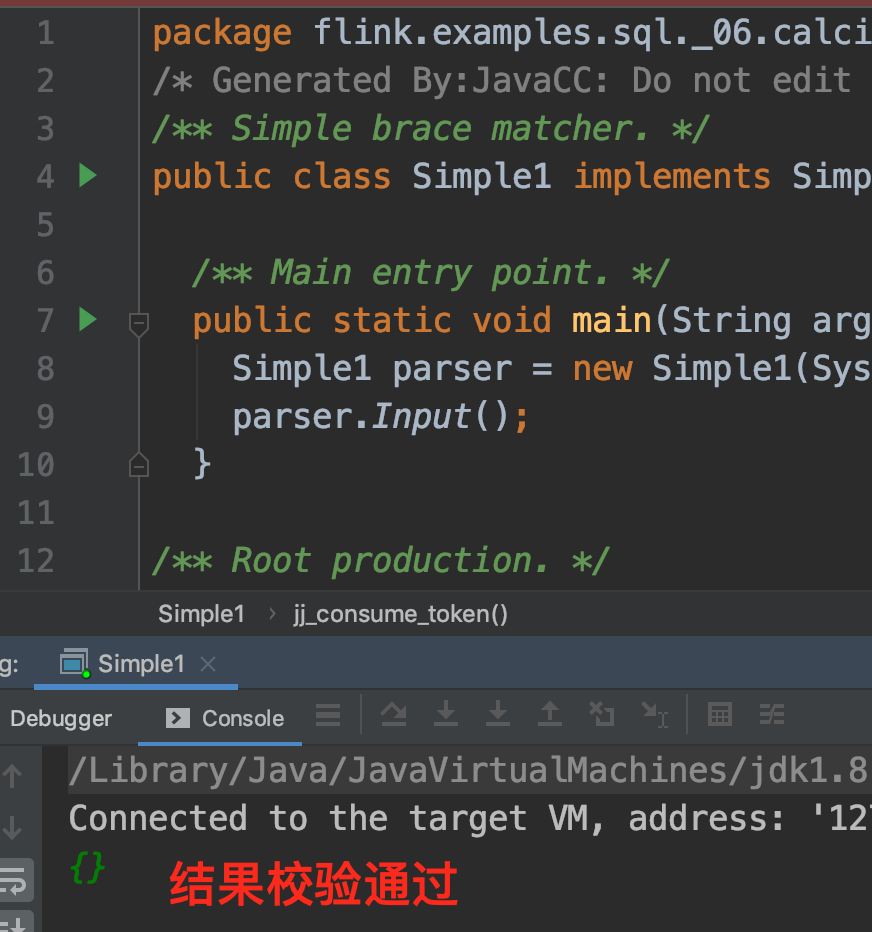 1 package flink.examples.sql._06.calci
2 /* Generated By:JavaCC: Do not edit
3 /** Simple brace matcher. */
4 public class Simple1 implements Simp
5
6 /** Main entry point. */
7 public static void main(String arg
8 Simple1 parser = new Simple1(Sys
9 parser.Input();
10 }
11
12 /** Root production. */
Simple1 › jj_consume_token()
g: Simple1 ×
Debugger Console
/Library/Java/JavaVirtualMachines/jdk1.8
Connected to the target VM, address: '127
{} 结果校验通过